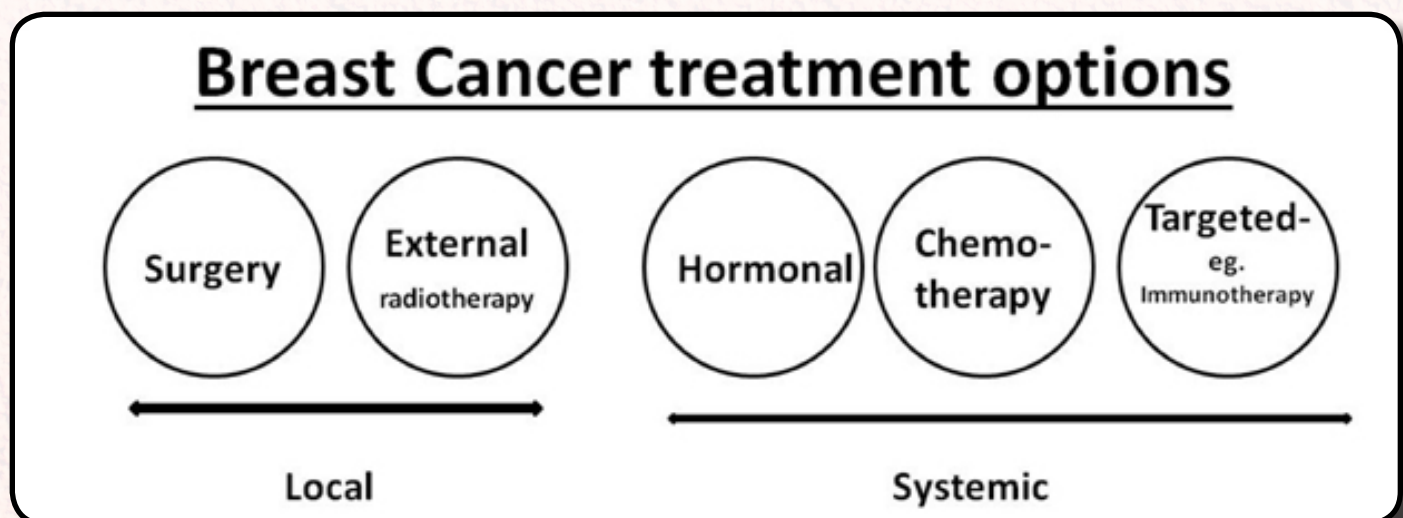 Breast Cancer treatment options
Surgery
External
radiotherapy
Hormonal
Chemo-
therapy
Targeted-
eg.
Immunotherapy
Local
Systemic